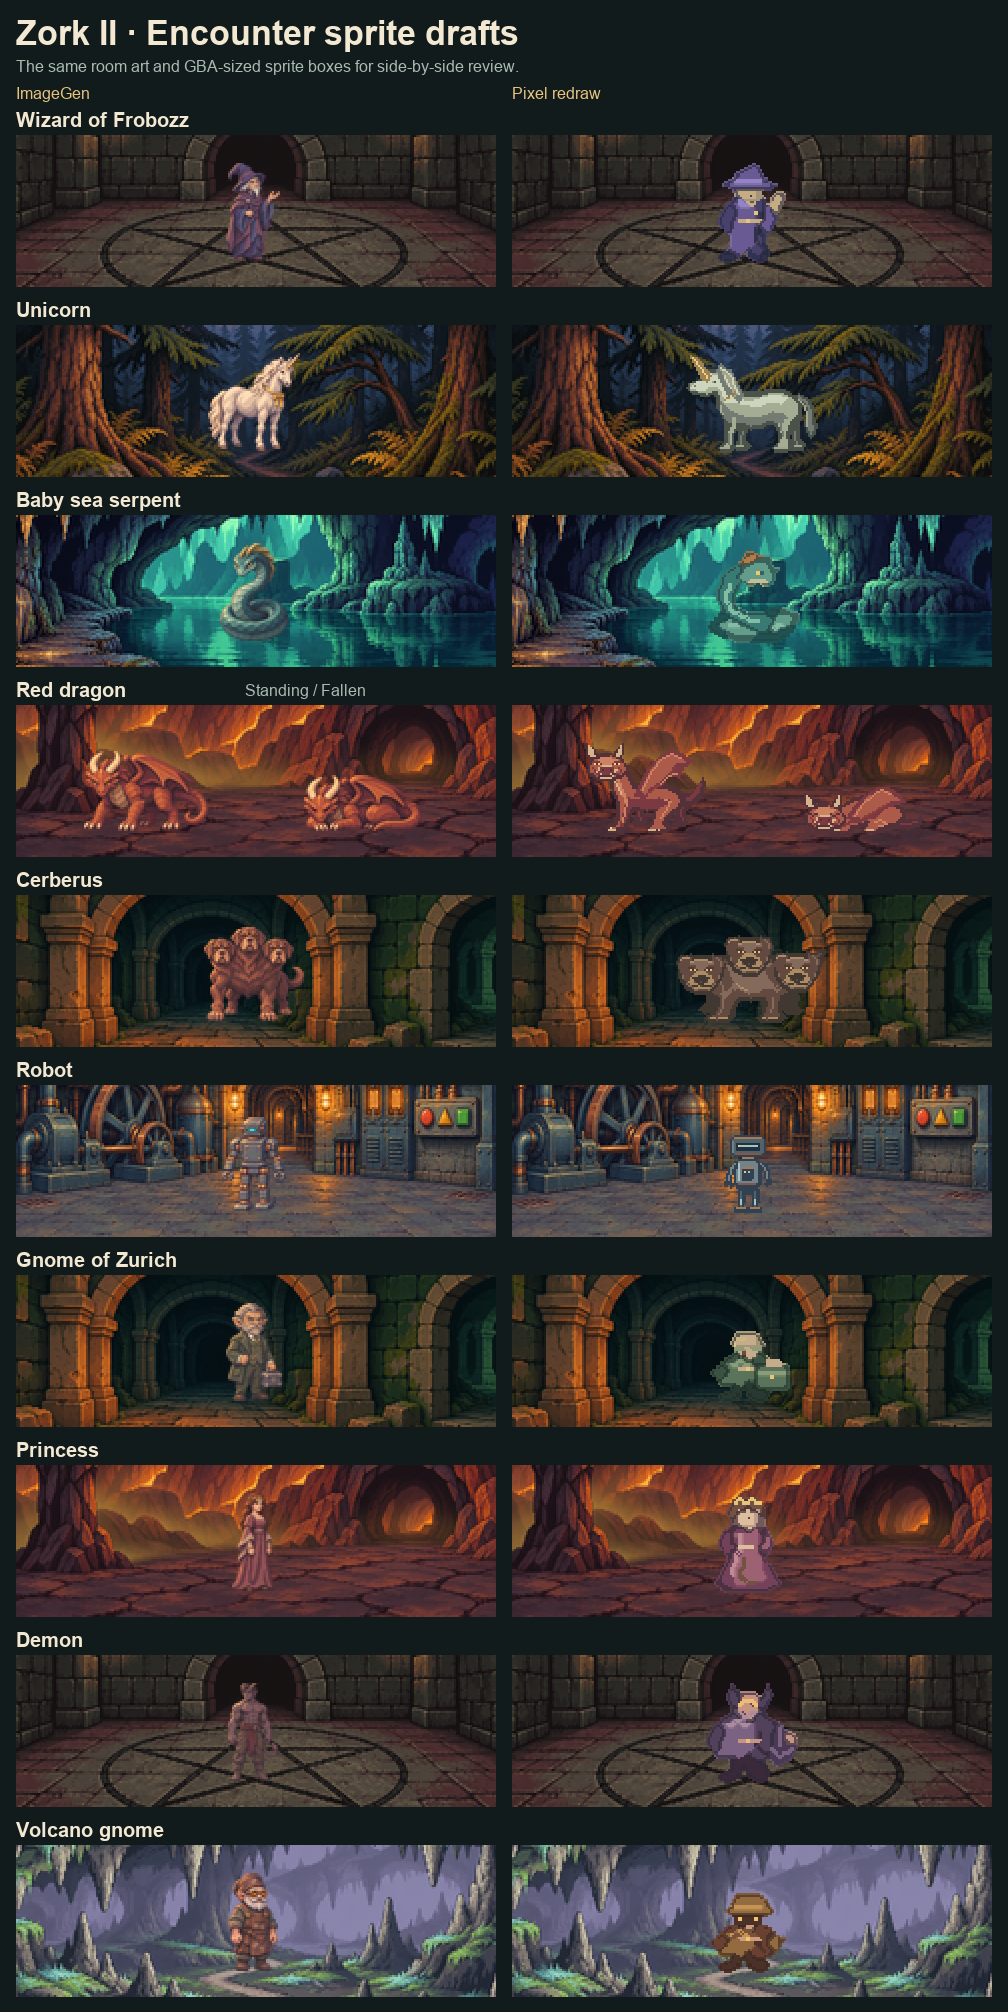 Zork II · Encounter sprite drafts
The same room art and GBA-sized sprite boxes for side-by-side review.
ImageGen
Pixel redraw
Wizard of Frobozz
Unicorn
Baby sea serpent
Red dragon
Standing / Fallen
Cerberus
Robot
Gnome of Zurich
Princess
Demon
Volcano gnome